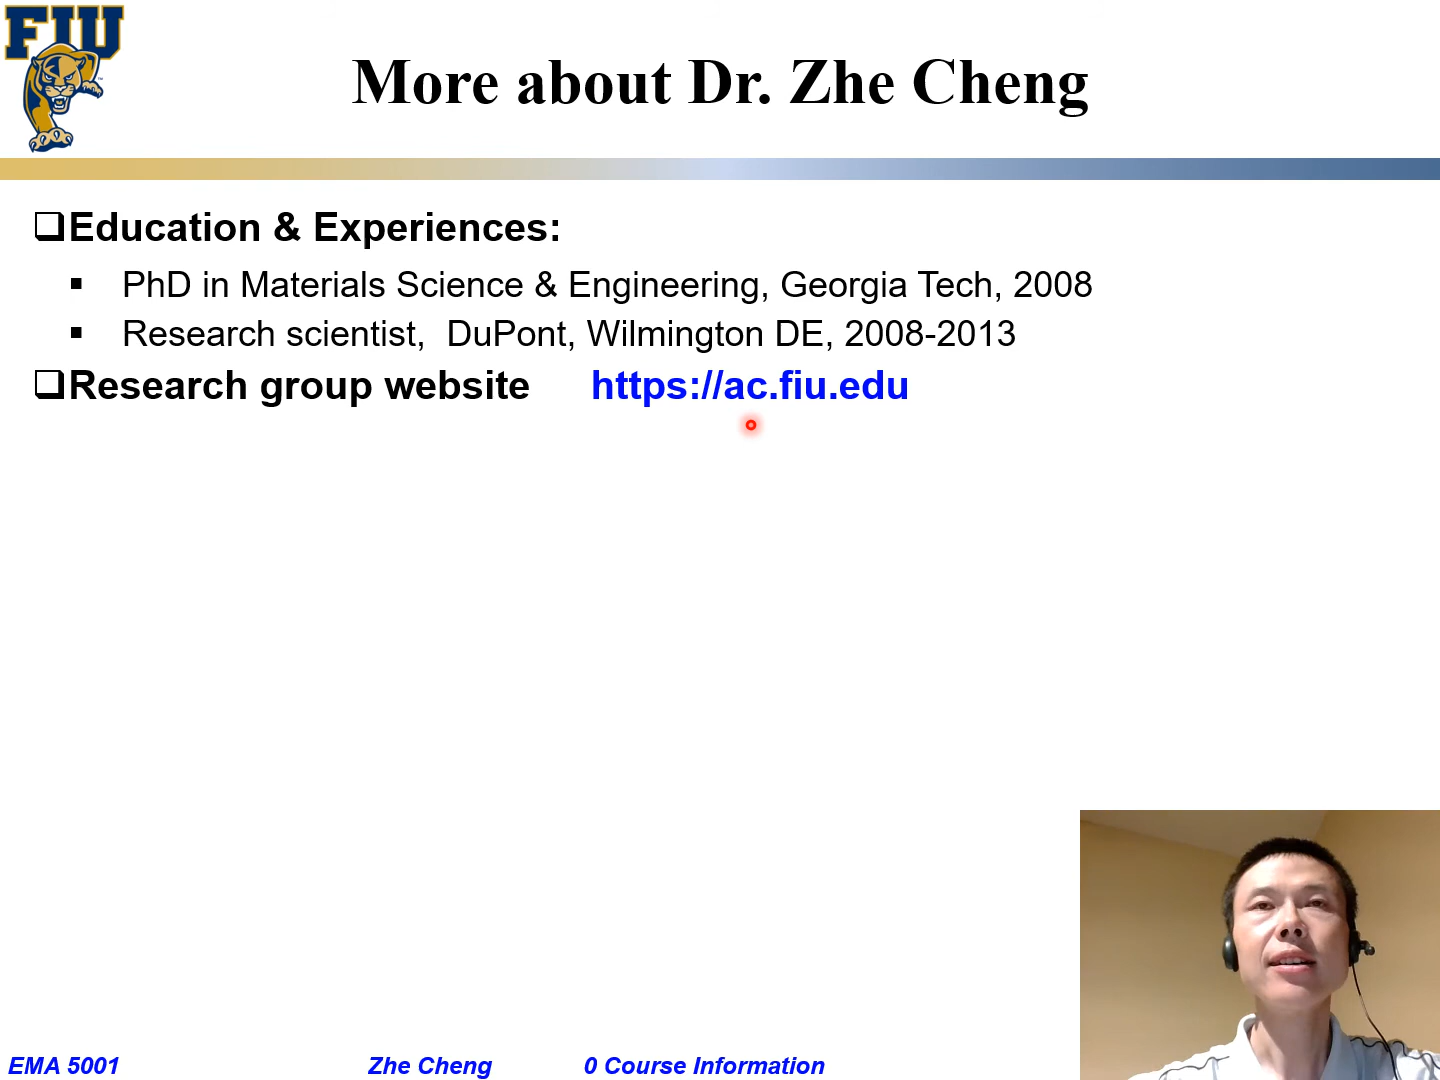 FIU
More about Dr. Zhe Cheng
Education & Experiences:
PhD in Materials Science & Engineering, Georgia Tech, 2008
Research scientist, DuPont, Wilmington DE, 2008-2013
Research group website https://ac.fiu.edu
EMA 5001 Zhe Cheng 0 Course Information